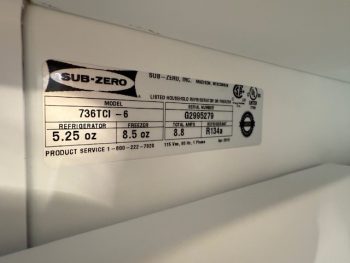 SUB-ZERO
SUB-ZERO, INC. MADISON, WISCONSIN
LISTED HOUSEHOLD REFRIGERATOR OR FREEZER
MODEL
SERIAL NUMBER
736TCI -6
G2995279
REFRIGERATOR
FREEZER
TOTAL AMPS
REFRIGERANT
5.25 oz
8.5 oz
8.8
R134a
PRODUCT SERVICE 1-800-222-7820
115 Vac, 60 Hz, 1 Phase